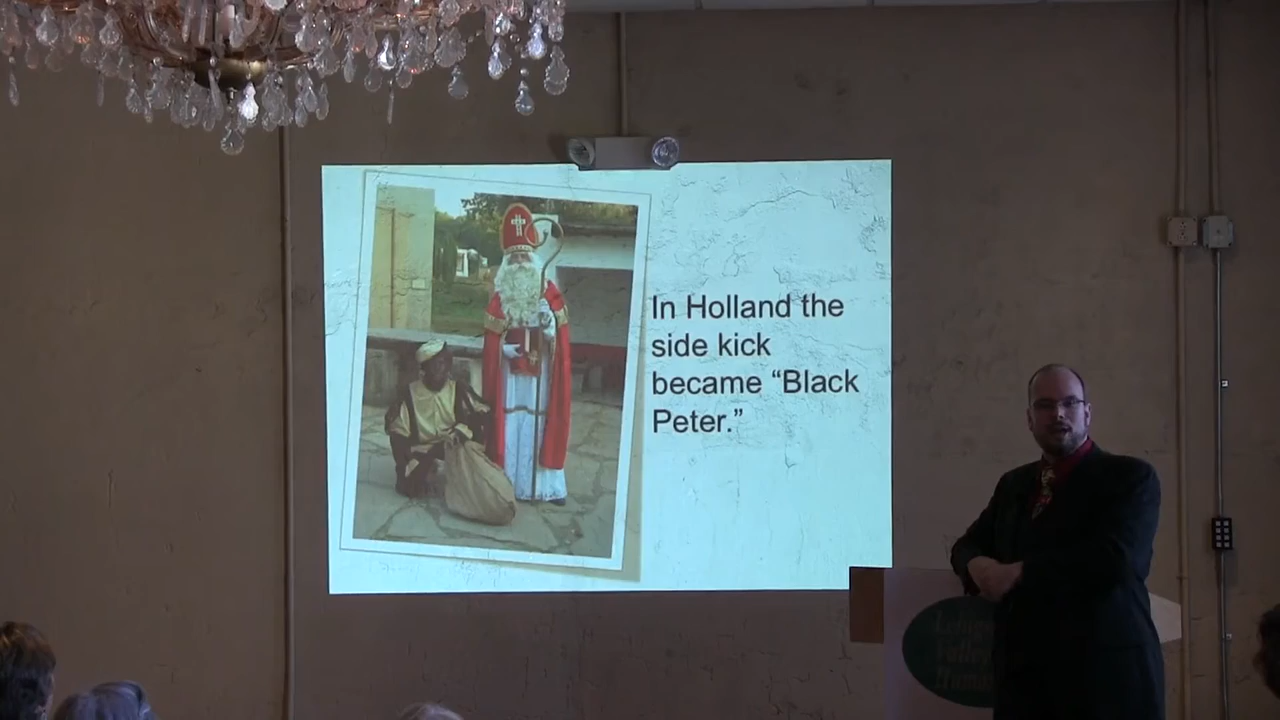 In Holland the
side kick
became “Black
Peter.”